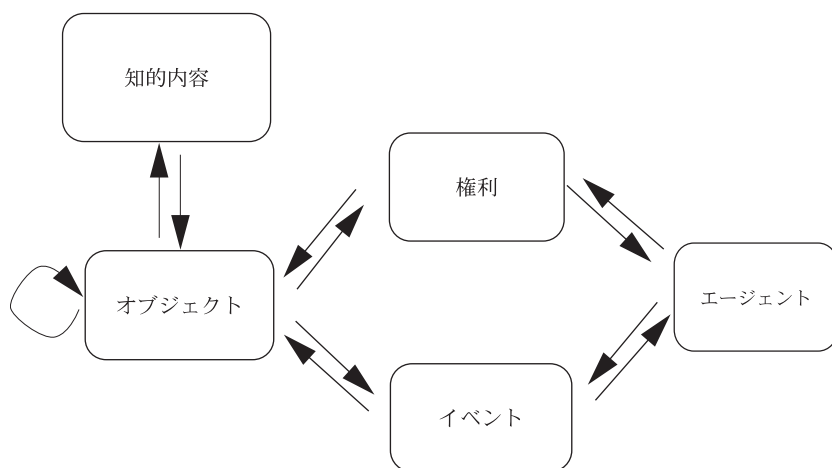 知的内容
権利
オブジェクト
エージェント
イベント